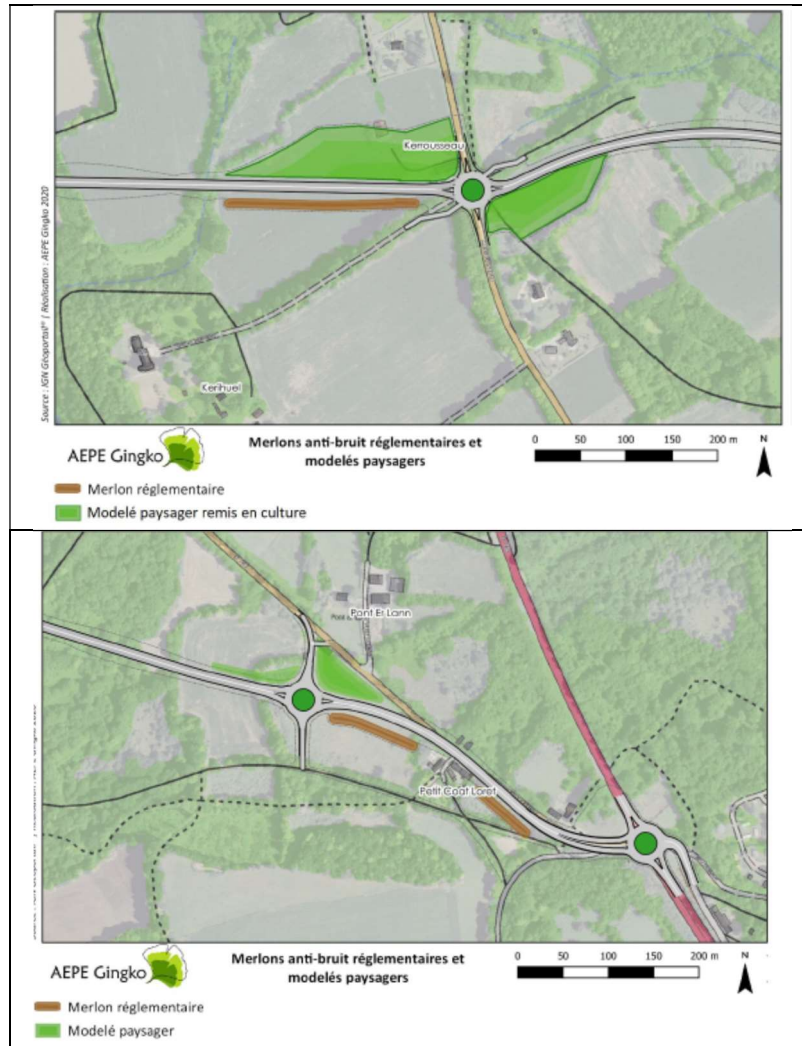 Kerrousseau
Kerihuel
Source : IGN Géoportail | Réalisation : AEPE Gingko 2020
AEPE Gingko
Merlons anti-bruit réglementaires et
modelés paysagers
0 50 100 150 200 m
N
Merlon réglementaire
Modelé paysager remis en culture
Pont Er Lann
Petit Coat Loret
AEPE Gingko
Merlons anti-bruit réglementaires et
modelés paysagers
0 50 100 150 200 m
N
Merlon réglementaire
Modelé paysager